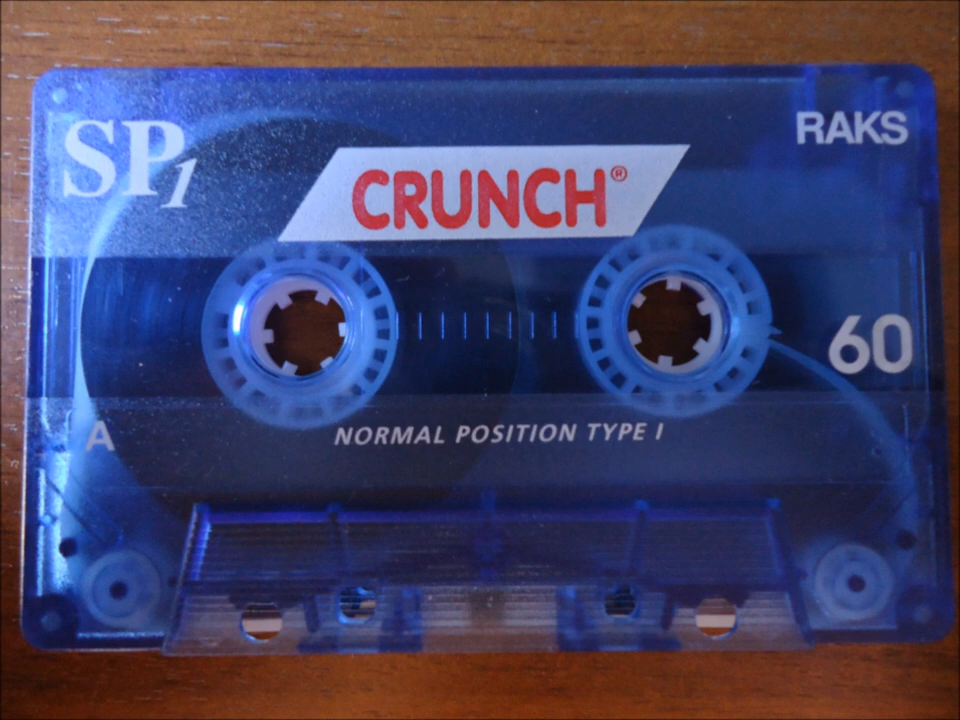 SP1
RAKS
CRUNCH®
60
A
NORMAL POSITION TYPE I